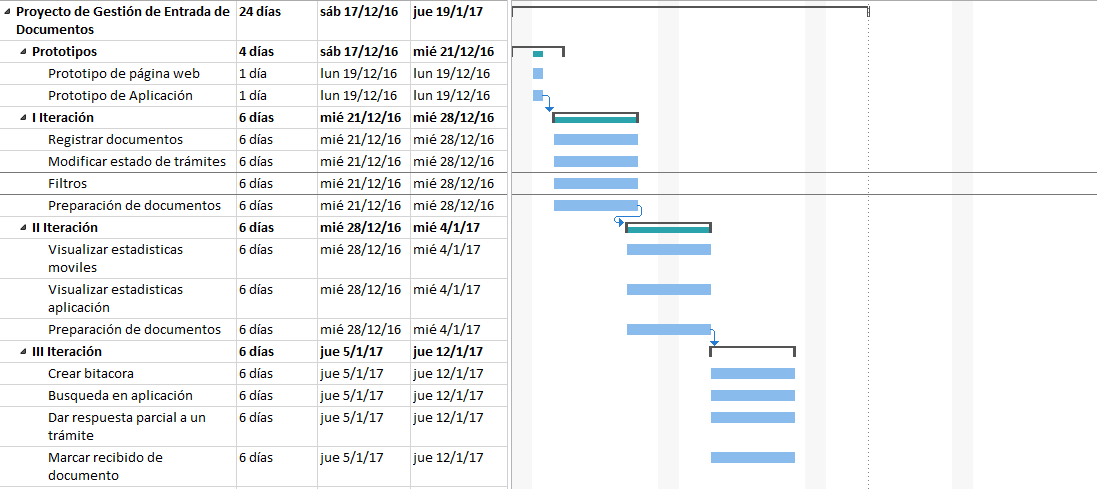 Proyecto de Gestión de Entrada de Documentos 24 días sáb 17/12/16 jue 19/1/17
Prototipos 4 días sáb 17/12/16 mié 21/12/16
Prototipo de página web 1 día lun 19/12/16 lun 19/12/16
Prototipo de Aplicación 1 día lun 19/12/16 lun 19/12/16
I Iteración 6 días mié 21/12/16 mié 28/12/16
Registrar documentos 6 días mié 21/12/16 mié 28/12/16
Modificar estado de trámites 6 días mié 21/12/16 mié 28/12/16
Filtros 6 días mié 21/12/16 mié 28/12/16
Preparación de documentos 6 días mié 21/12/16 mié 28/12/16
II Iteración 6 días mié 28/12/16 mié 4/1/17
Visualizar estadisticas moviles 6 días mié 28/12/16 mié 4/1/17
Visualizar estadisticas aplicación 6 días mié 28/12/16 mié 4/1/17
Preparación de documentos 6 días mié 28/12/16 mié 4/1/17
III Iteración 6 días jue 5/1/17 jue 12/1/17
Crear bitacora 6 días jue 5/1/17 jue 12/1/17
Busqueda en aplicación 6 días jue 5/1/17 jue 12/1/17
Dar respuesta parcial a un trámite 6 días jue 5/1/17 jue 12/1/17
Marcar recibido de documento 6 días jue 5/1/17 jue 12/1/17